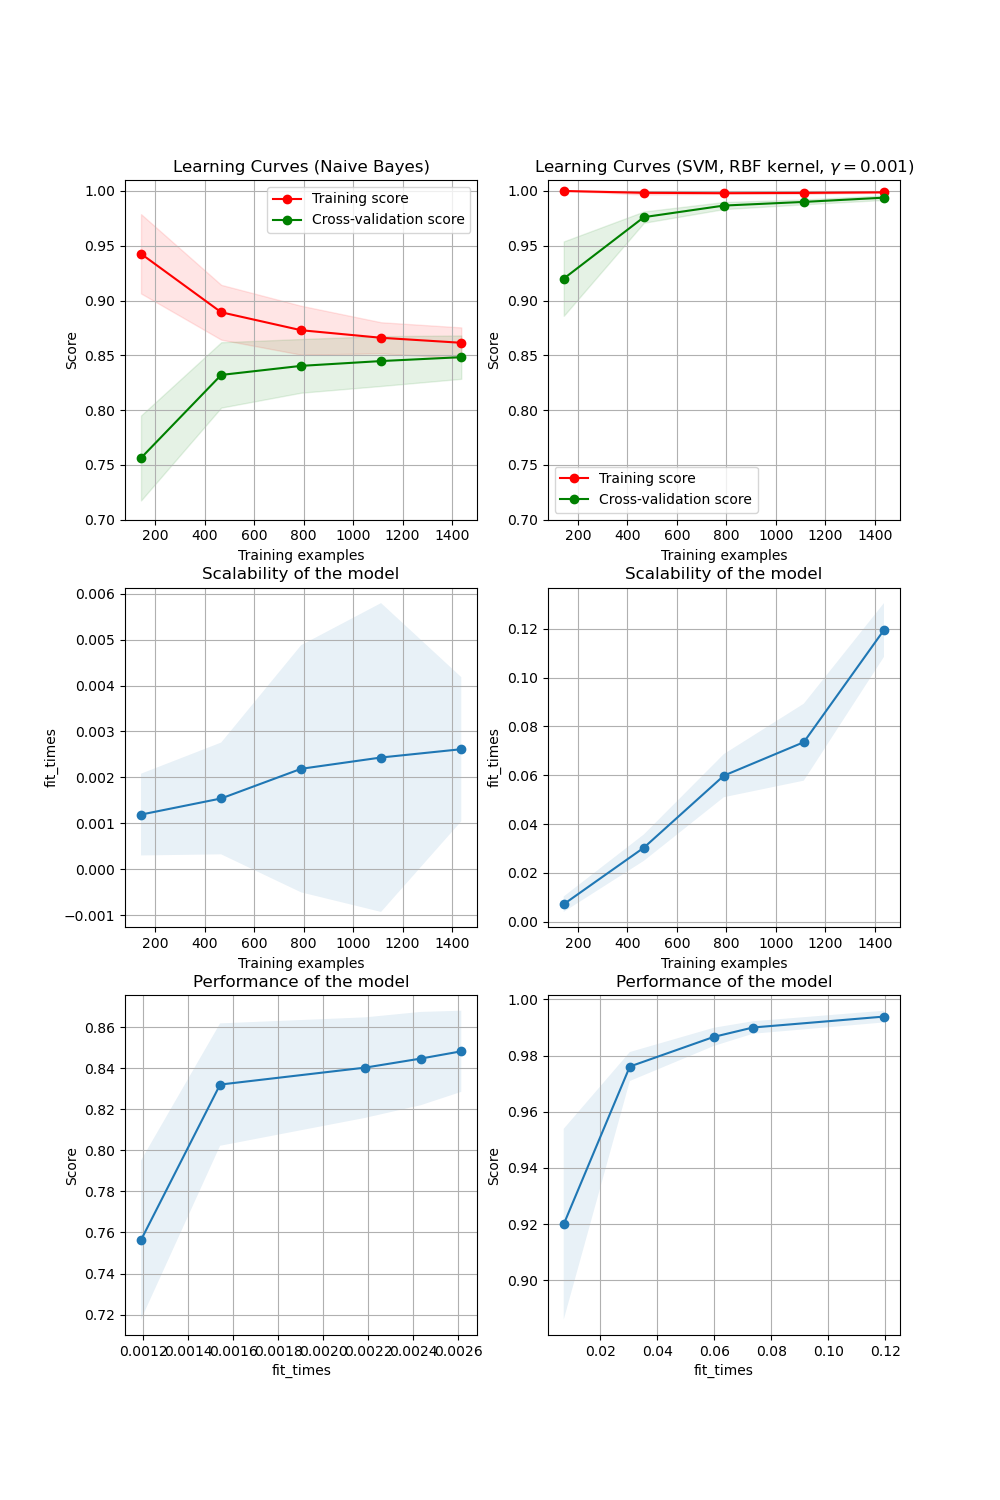 Learning Curves (Naive Bayes)
1.00
0.95
0.90
0.85
0.80
0.75
0.70
Score
Training score
Cross-validation score
200 400 600 800 1000 1200 1400
Training examples
Learning Curves (SVM, RBF kernel, γ = 0.001)
1.00
0.95
0.90
0.85
0.80
0.75
0.70
Score
Training score
Cross-validation score
200 400 600 800 1000 1200 1400
Training examples
Scalability of the model
0.006
0.005
0.004
0.003
0.002
0.001
0.000
−0.001
fit_times
200 400 600 800 1000 1200 1400
Training examples
Scalability of the model
0.12
0.10
0.08
0.06
0.04
0.02
0.00
fit_times
200 400 600 800 1000 1200 1400
Training examples
Performance of the model
0.86
0.84
0.82
0.80
0.78
0.76
0.74
0.72
Score
0.0012 0.0014 0.0016 0.0018 0.0020 0.0022 0.0024 0.0026
fit_times
Performance of the model
1.00
0.98
0.96
0.94
0.92
0.90
Score
0.02 0.04 0.06 0.08 0.10 0.12
fit_times